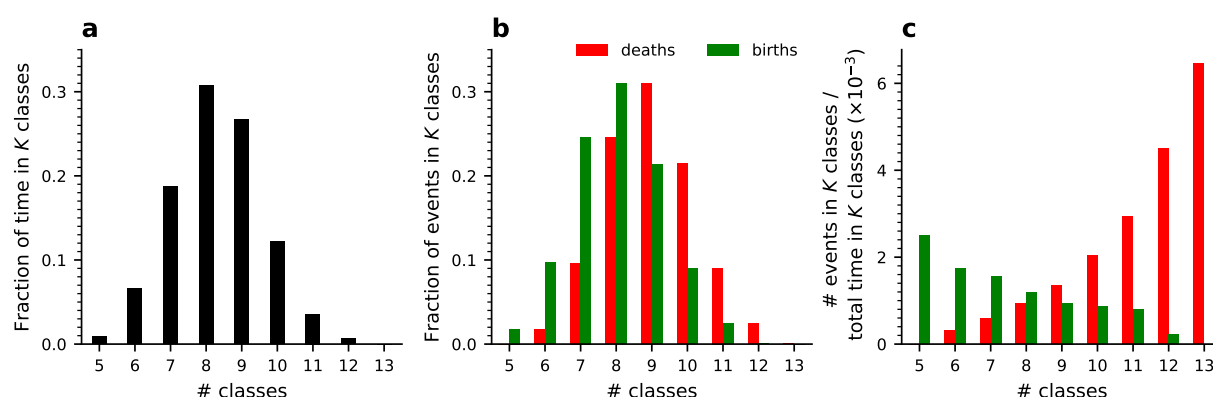 a
Fraction of time in K classes
0.3
0.2
0.1
0.0
5 6 7 8 9 10 11 12 13
# classes
b
deaths births
Fraction of events in K classes
0.3
0.2
0.1
0.0
5 6 7 8 9 10 11 12 13
# classes
c
# events in K classes /
total time in K classes (×10⁻³)
6
4
2
0
5 6 7 8 9 10 11 12 13
# classes